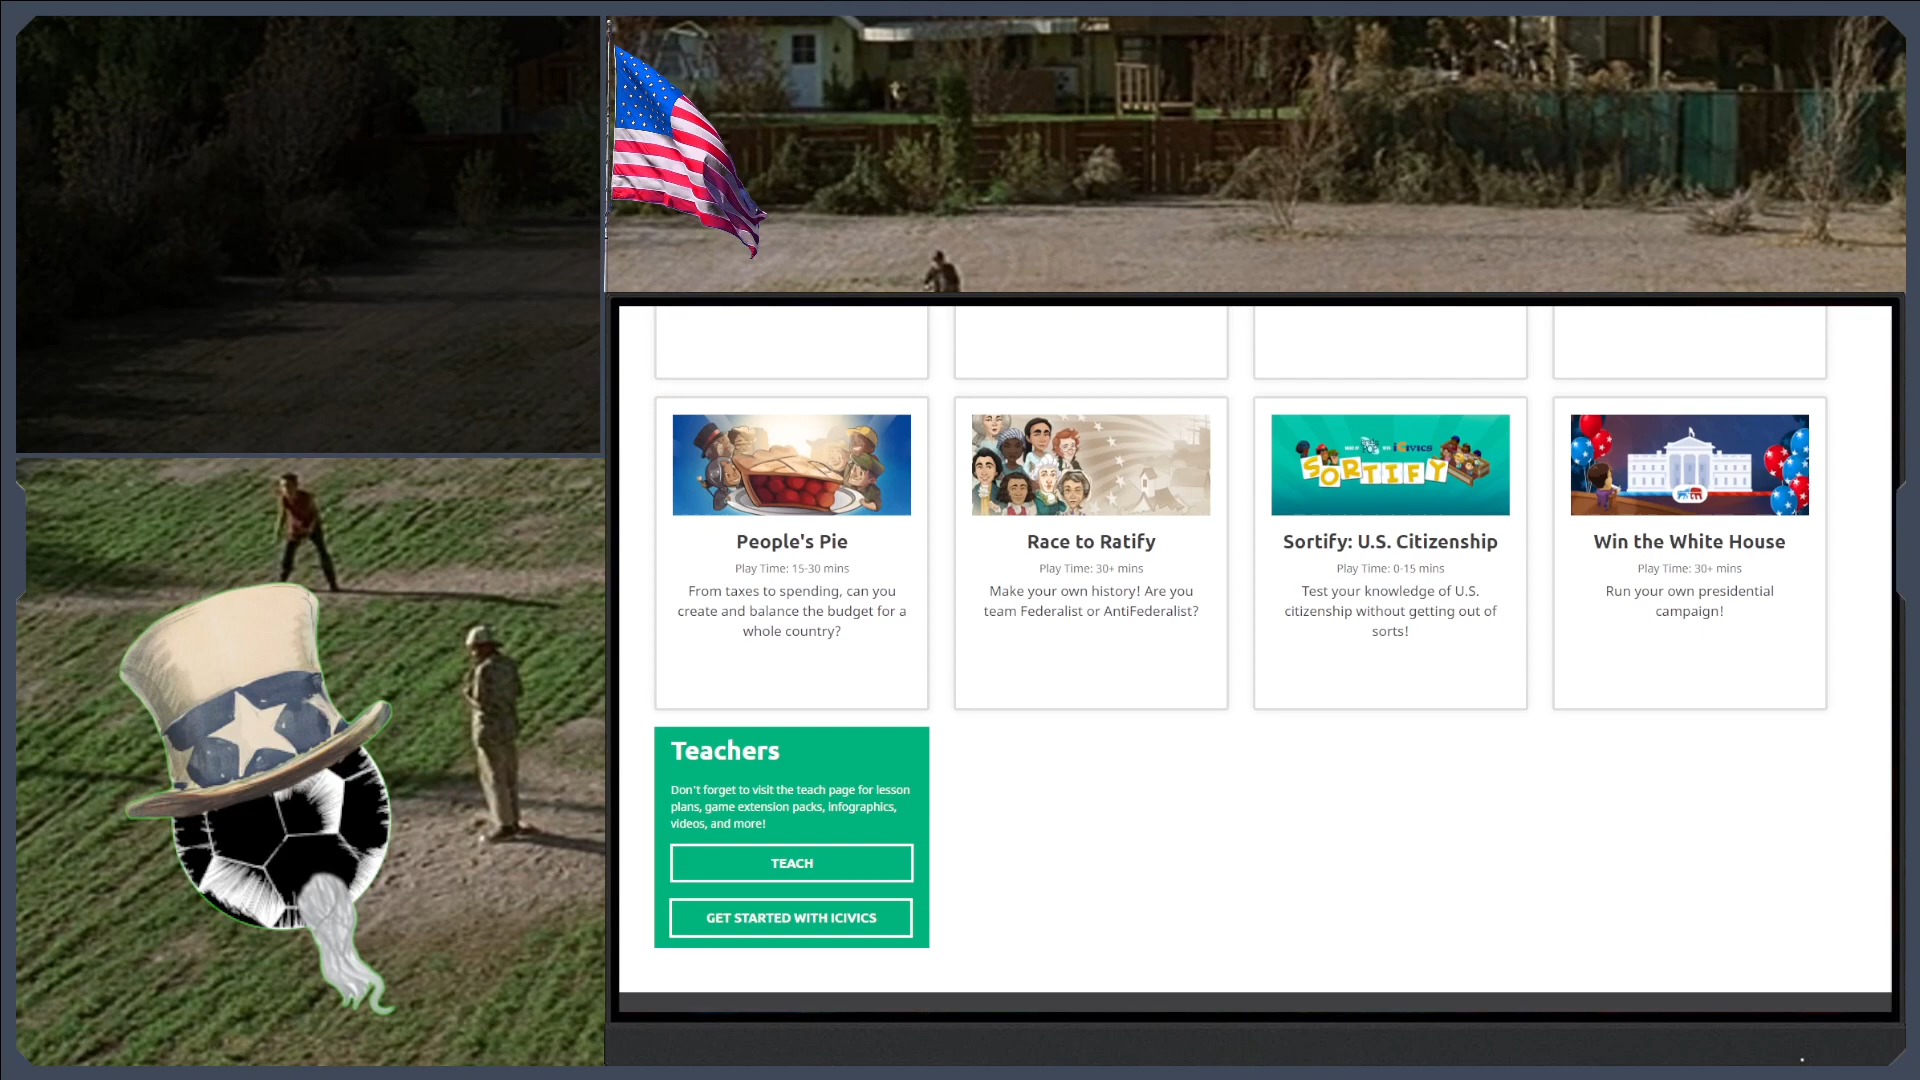 People's Pie
Play Time: 15-30 mins
From taxes to spending, can you
create and balance the budget for a
whole country?
Race to Ratify
Play Time: 30+ mins
Make your own history! Are you
team Federalist or AntiFederalist?
iCivics
SORTIFY
Sortify: U.S. Citizenship
Play Time: 0-15 mins
Test your knowledge of U.S.
citizenship without getting out of
sorts!
Win the White House
Play Time: 30+ mins
Run your own presidential
campaign!
Teachers
Don't forget to visit the teach page for lesson
plans, game extension packs, infographics,
videos, and more!
TEACH
GET STARTED WITH ICIVICS